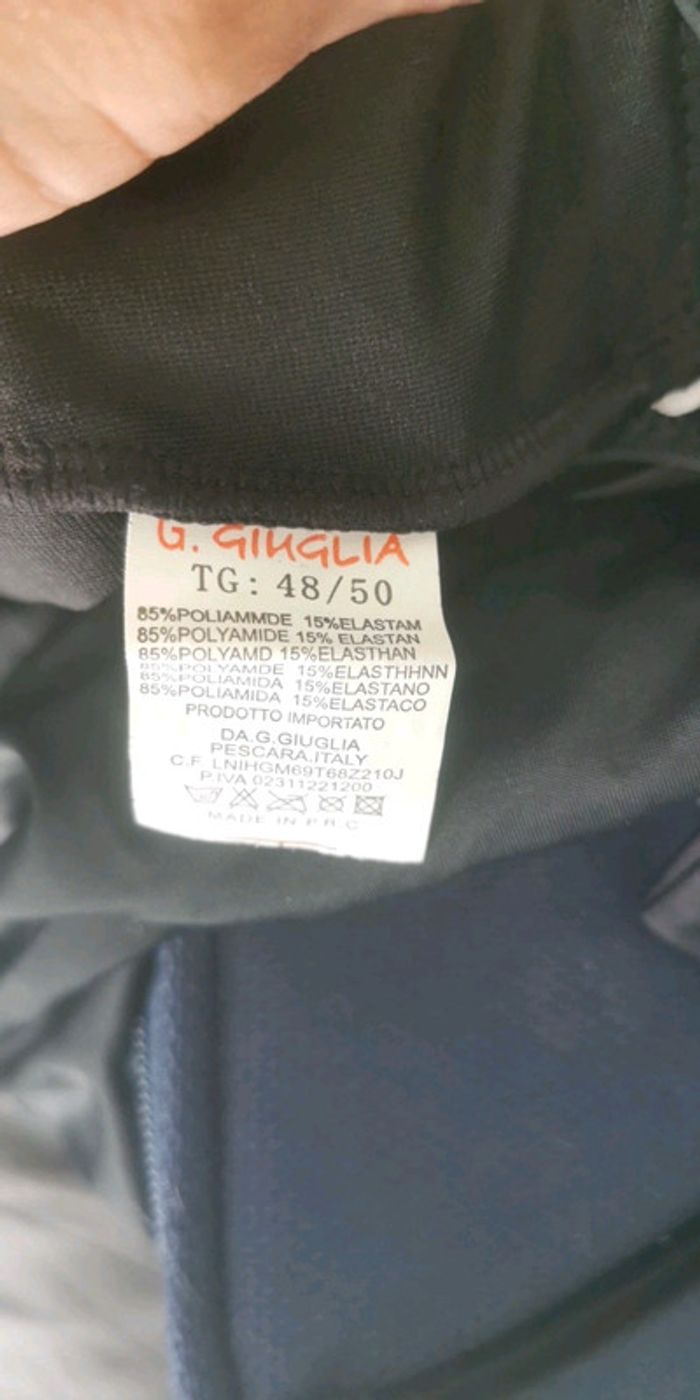 G. GIUGLIA
TG: 48/50
85%POLIAMMDE 15%ELASTAM
85%POLYAMIDE 15% ELASTAN
85%POLYAMD 15%ELASTHAN
85%POLYAMDE 15%ELASTHHNN
85%POLIAMIDA 15%ELASTANO
85%POLIAMIDA 15%ELASTACO
PRODOTTO IMPORTATO
DA.G.GIUGLIA
PESCARA.ITALY
C.F. LNIHGM69T68Z210J
P.IVA 02311221200
MADE IN P.R.C